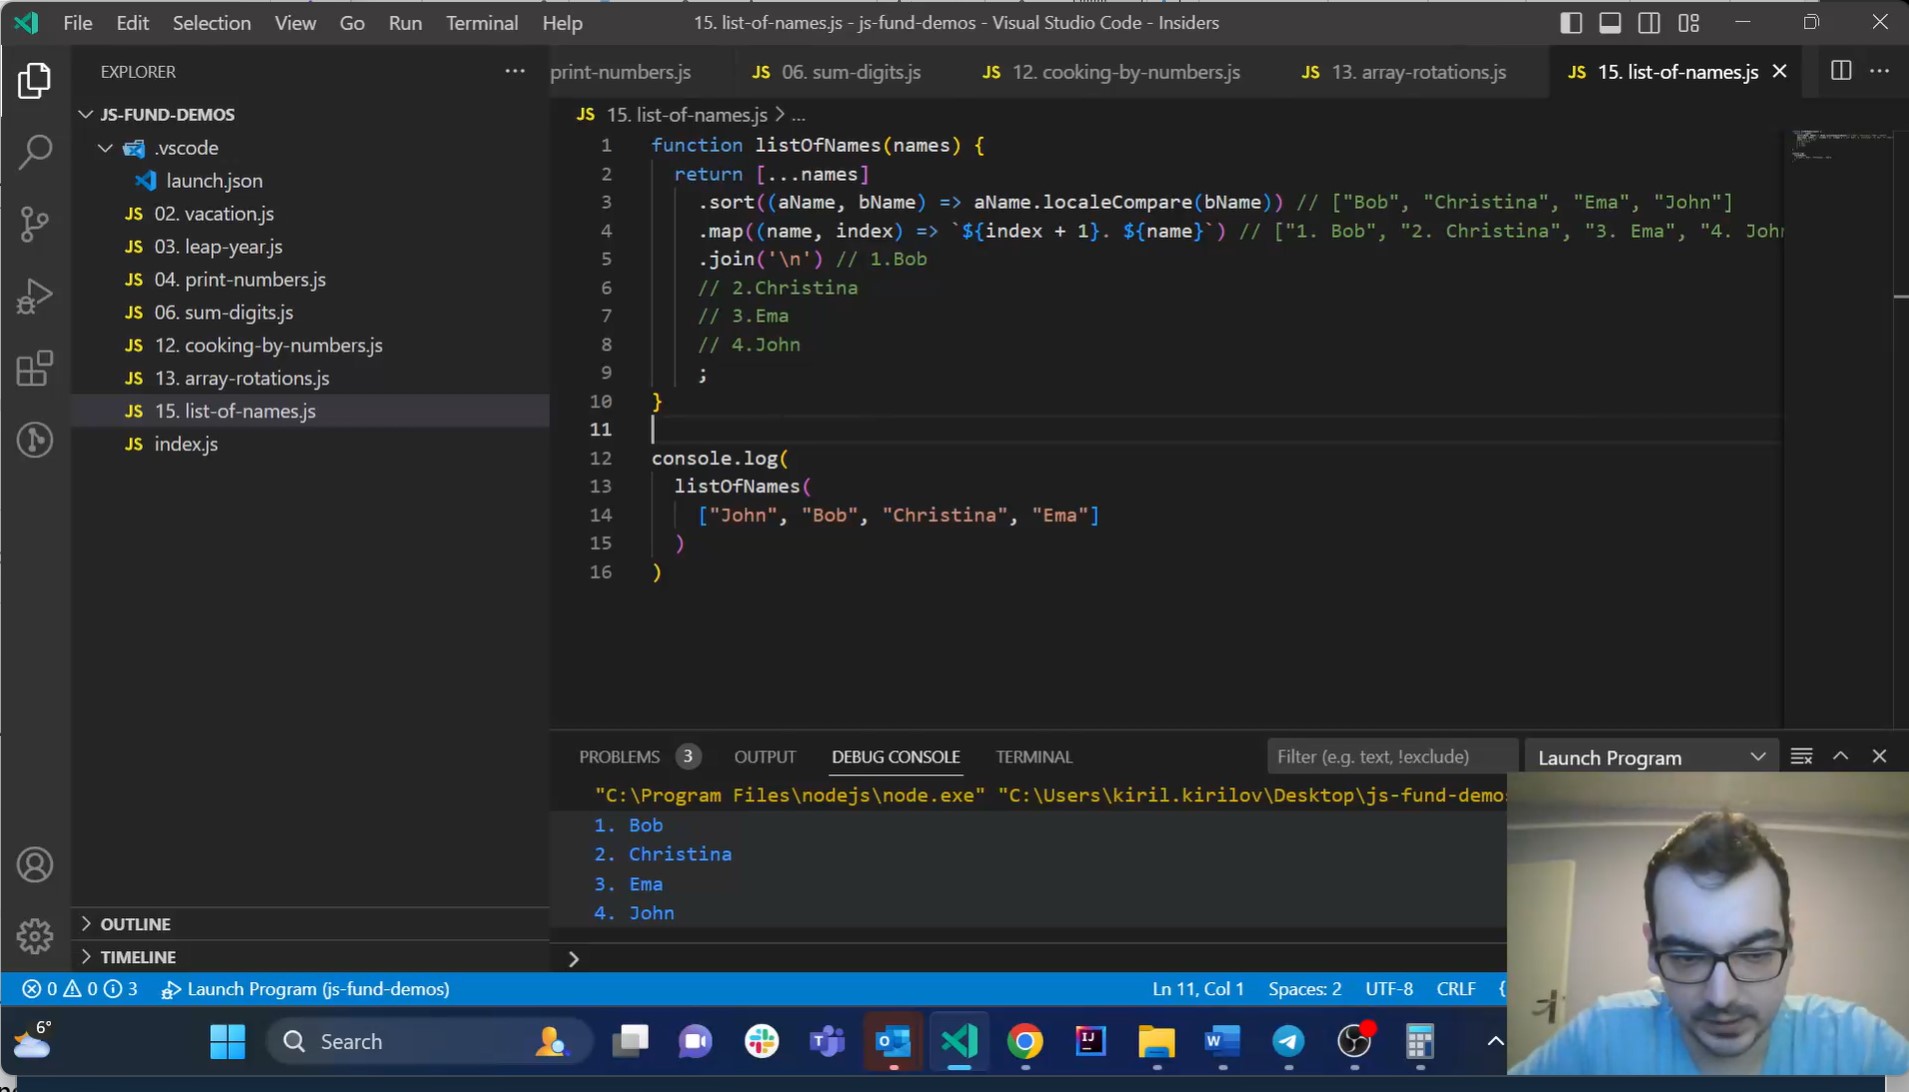 File Edit Selection View Go Run Terminal Help
15. list-of-names.js - js-fund-demos - Visual Studio Code - Insiders
EXPLORER
print-numbers.js
JS 06. sum-digits.js
JS 12. cooking-by-numbers.js
JS 13. array-rotations.js
JS 15. list-of-names.js
JS-FUND-DEMOS
.vscode
launch.json
JS 02. vacation.js
JS 03. leap-year.js
JS 04. print-numbers.js
JS 06. sum-digits.js
JS 12. cooking-by-numbers.js
JS 13. array-rotations.js
JS 15. list-of-names.js
JS index.js
OUTLINE
TIMELINE
JS 15. list-of-names.js > ...
1 function listOfNames(names) {
2 return [...names]
3 .sort((aName, bName) => aName.localeCompare(bName)) // ["Bob", "Christina", "Ema", "John"]
4 .map((name, index) => `${index + 1}. ${name}`) // ["1. Bob", "2. Christina", "3. Ema", "4. John
5 .join('\n') // 1.Bob
6 // 2.Christina
7 // 3.Ema
8 // 4.John
9 ;
10 }
11
12 console.log(
13 listOfNames(
14 ["John", "Bob", "Christina", "Ema"]
15 )
16 )
PROBLEMS 3 OUTPUT DEBUG CONSOLE TERMINAL
Filter (e.g. text, !exclude)
Launch Program
"C:\Program Files\nodejs\node.exe" "C:\Users\kiril.kirilov\Desktop\js-fund-demos
1. Bob
2. Christina
3. Ema
4. John
>
0 0 3 Launch Program (js-fund-demos)
Ln 11, Col 1 Spaces: 2 UTF-8 CRLF {
6°
Search